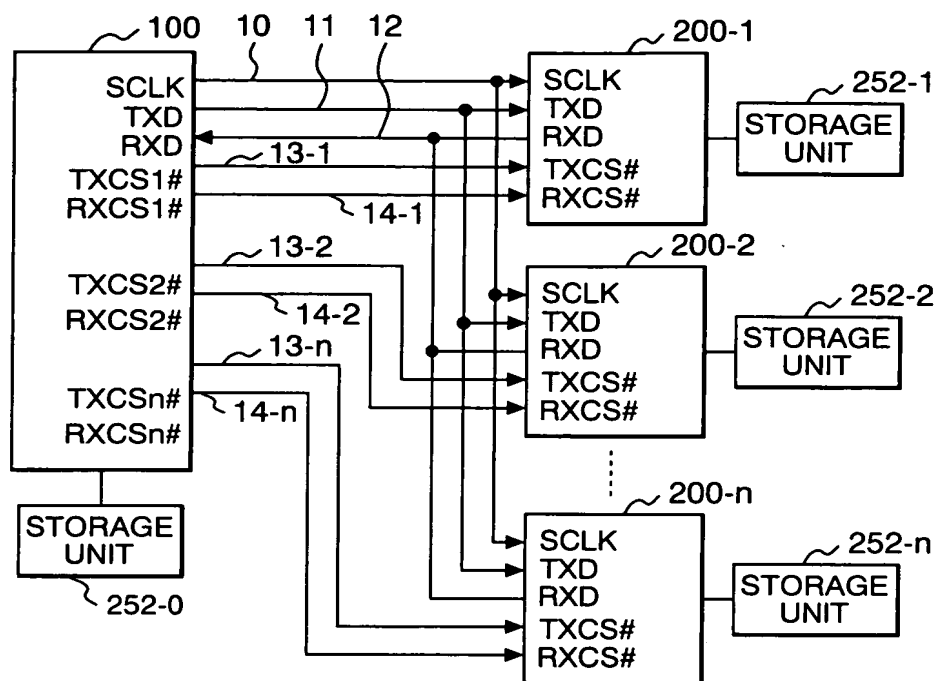 100
10
11
12
200-1
SCLK
TXD
RXD
TXCS1#
RXCS1#
TXCS2#
RXCS2#
TXCSn#
RXCSn#
13-1
14-1
13-2
14-2
13-n
14-n
STORAGE
UNIT
252-0
SCLK
TXD
RXD
TXCS#
RXCS#
252-1
STORAGE
UNIT
200-2
SCLK
TXD
RXD
TXCS#
RXCS#
252-2
STORAGE
UNIT
200-n
SCLK
TXD
RXD
TXCS#
RXCS#
252-n
STORAGE
UNIT